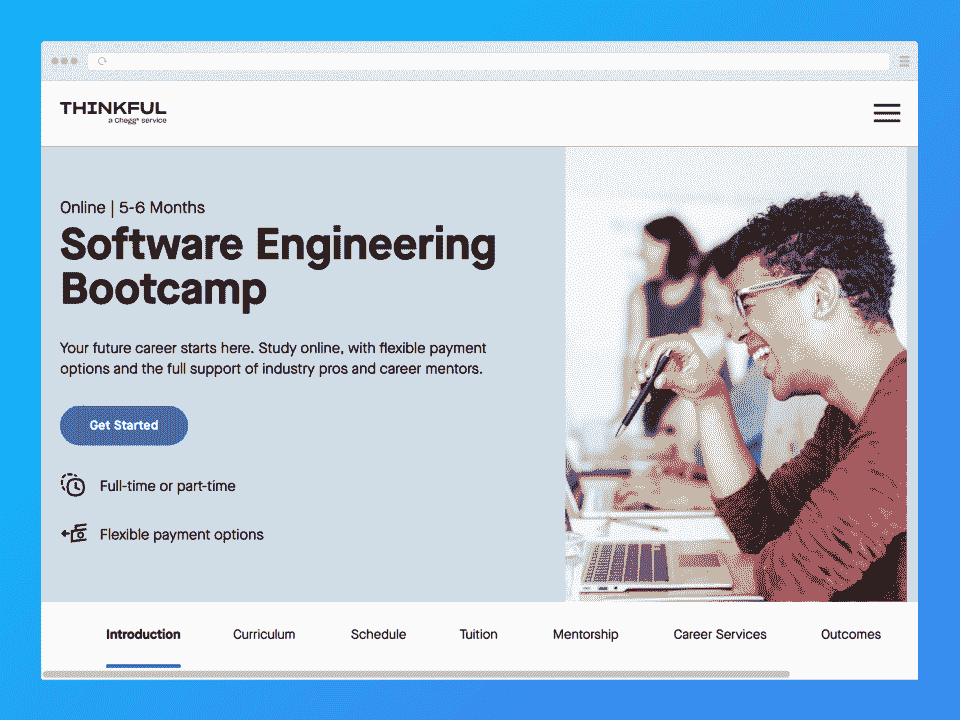 THINKFUL
a Chegg® service
Online | 5-6 Months
Software Engineering
Bootcamp
Your future career starts here. Study online, with flexible payment
options and the full support of industry pros and career mentors.
Get Started
Full-time or part-time
Flexible payment options
Introduction Curriculum Schedule Tuition Mentorship Career Services Outcomes